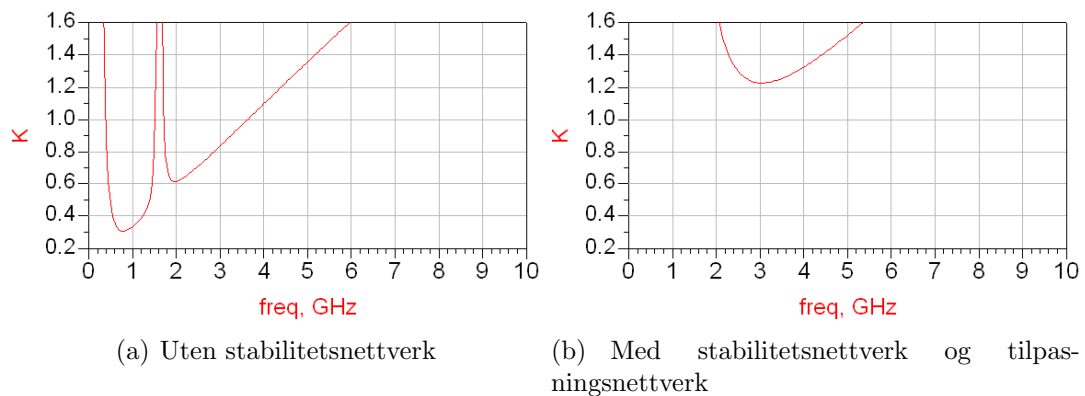 1.6
1.4
1.2
1.0
0.8
0.6
0.4
0.2
K
0 1 2 3 4 5 6 7 8 9 10
freq, GHz
(a) Uten stabilitetsnettverk
1.6
1.4
1.2
1.0
0.8
0.6
0.4
0.2
K
0 1 2 3 4 5 6 7 8 9 10
freq, GHz
(b) Med stabilitetsnettverk og tilpas-
ningsnettverk